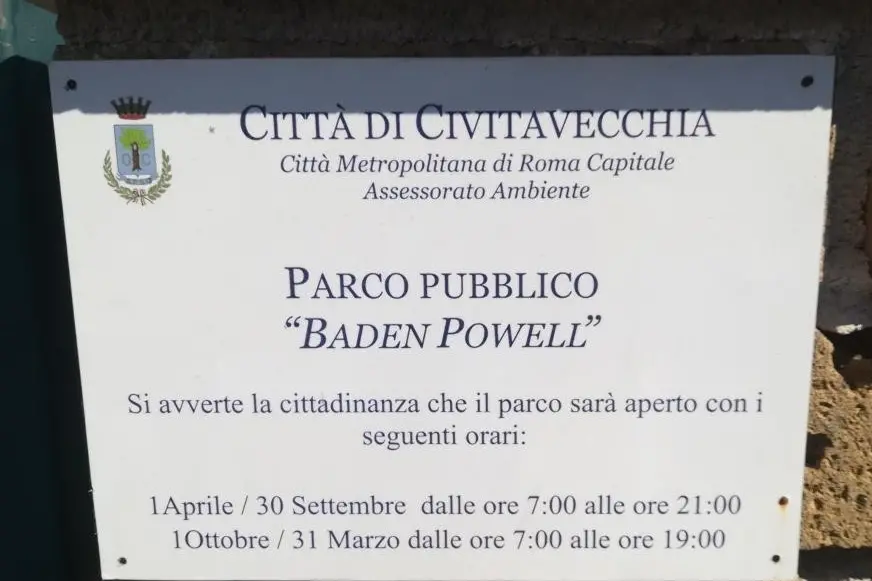 CITTÀ DI CIVITAVECCHIA
Città Metropolitana di Roma Capitale
Assessorato Ambiente
PARCO PUBBLICO
“BADEN POWELL”
Si avverte la cittadinanza che il parco sarà aperto con i
seguenti orari:
1Aprile / 30 Settembre dalle ore 7:00 alle ore 21:00
1Ottobre / 31 Marzo dalle ore 7:00 alle ore 19:00